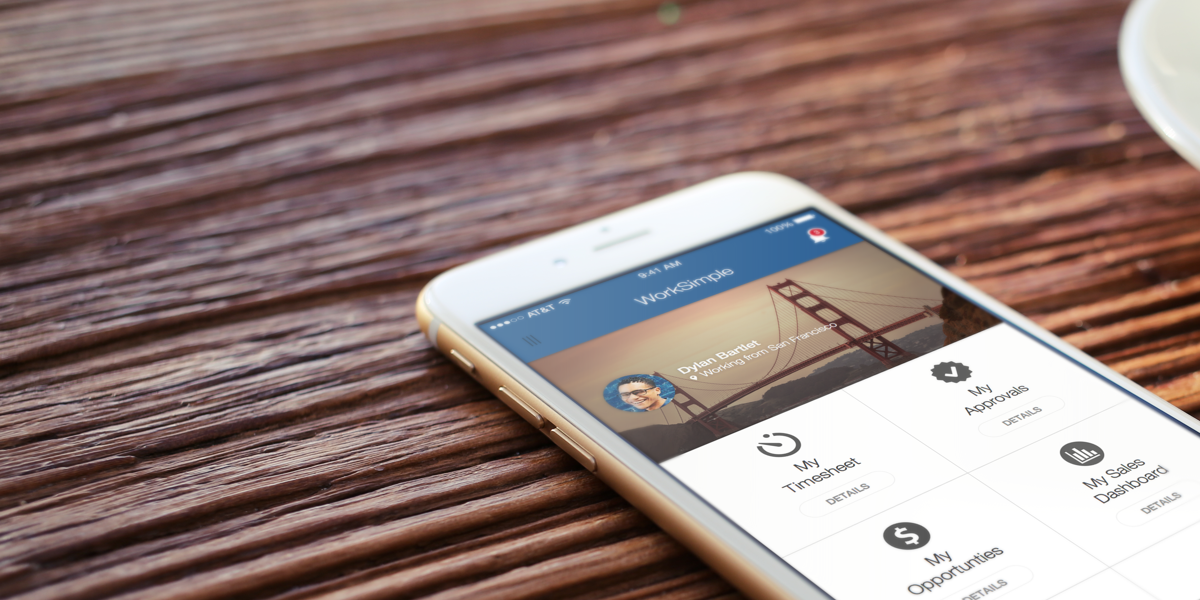 AT&T
9:41 AM
100%
WorkSimple
Dylan Bartlet
Working from San Francisco
My
Timesheet
DETAILS
My
Approvals
DETAILS
My
Opportunties
DETAILS
My Sales
Dashboard
DETAILS